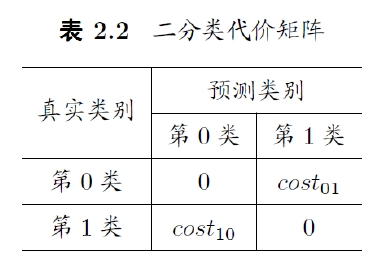 表 2.2 二分类代价矩阵
真实类别 预测类别
第 0 类 第 1 类
第 0 类 0 cost₀₁
第 1 类 cost₁₀ 0